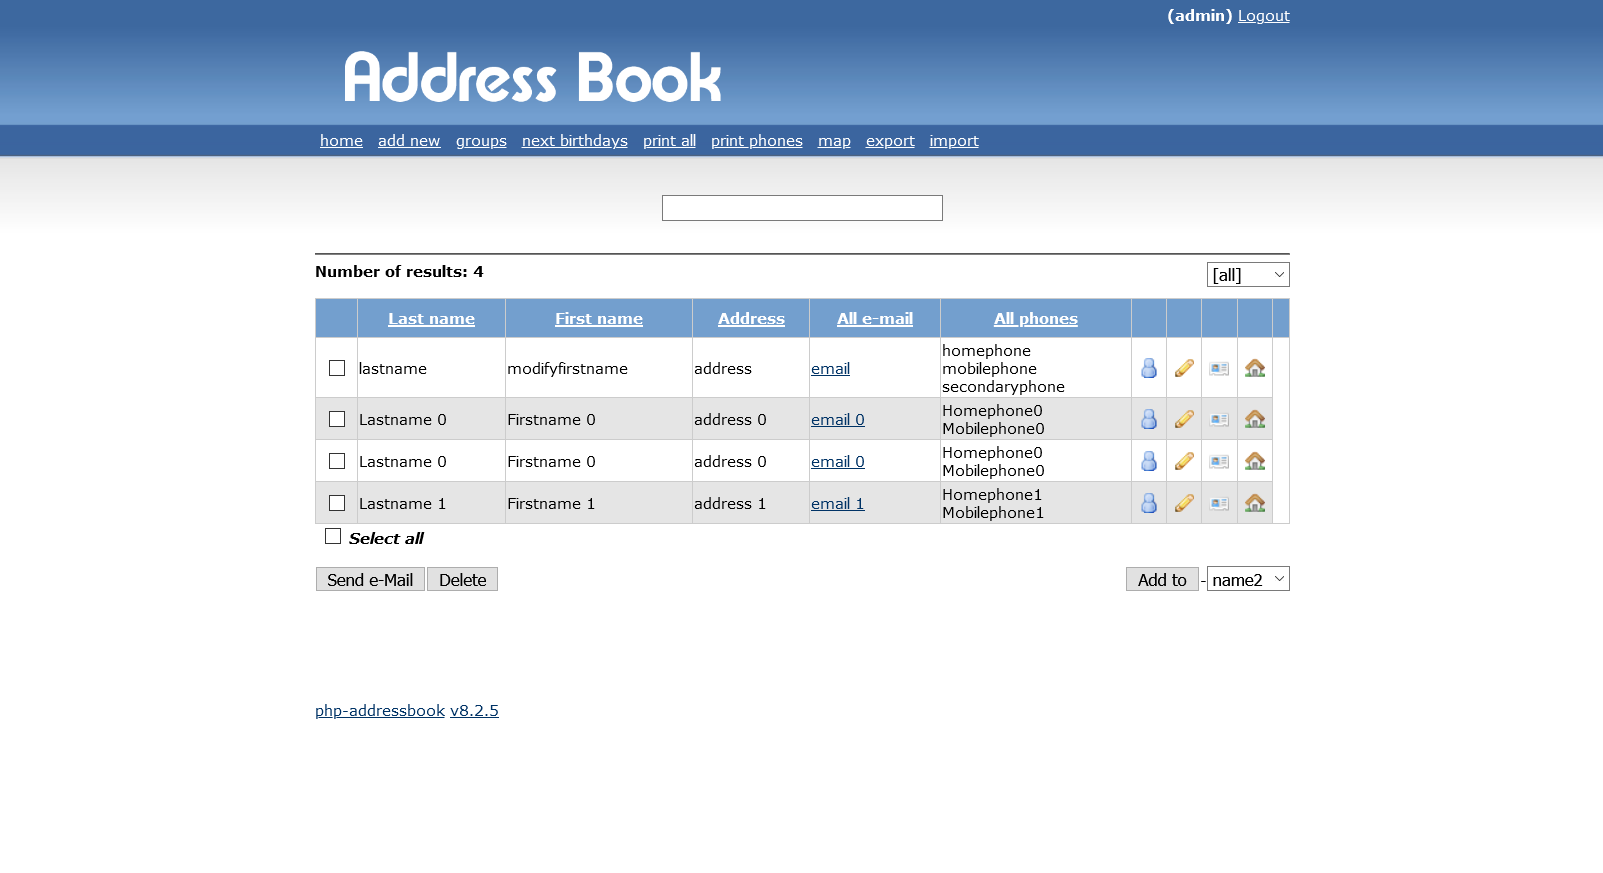 (admin) Logout
Address Book
home add new groups next birthdays print all print phones map export import
Number of results: 4
[all]
Last name First name Address All e-mail All phones
lastname modifyfirstname address email homephone
mobilephone
secondaryphone
Lastname 0 Firstname 0 address 0 email 0 Homephone0
Mobilephone0
Lastname 0 Firstname 0 address 0 email 0 Homephone0
Mobilephone0
Lastname 1 Firstname 1 address 1 email 1 Homephone1
Mobilephone1
Select all
Send e-Mail Delete Add to - name2
php-addressbook v8.2.5